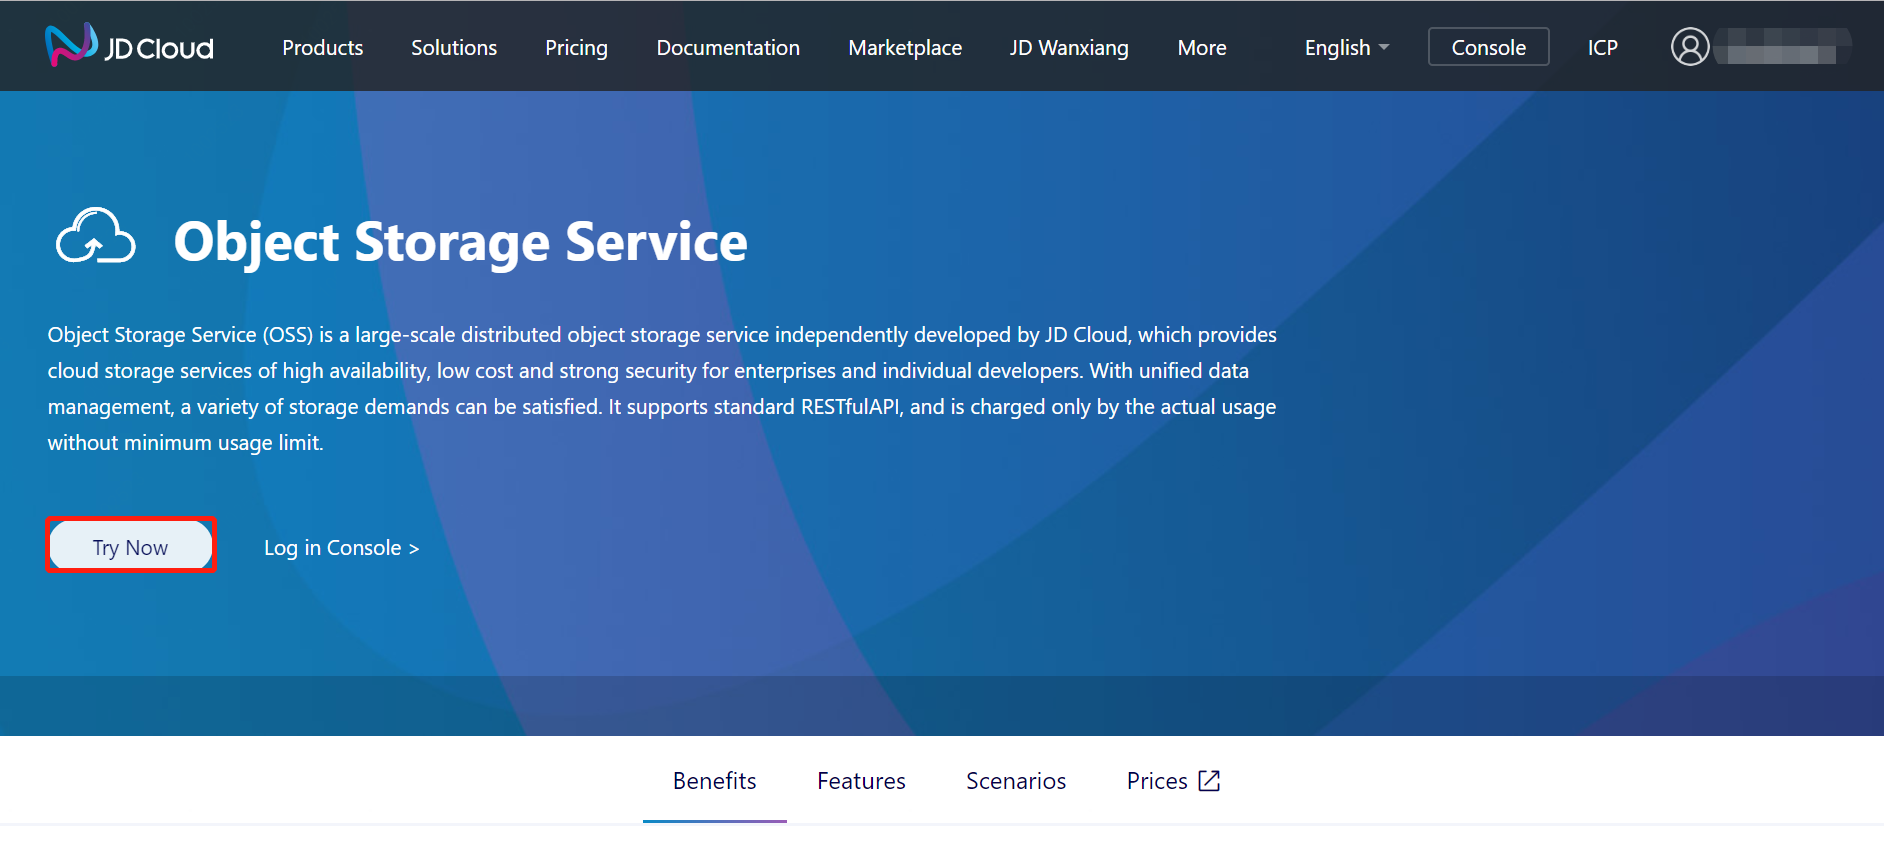 JD Cloud
Products Solutions Pricing Documentation Marketplace JD Wanxiang More English Console ICP
Object Storage Service
Object Storage Service (OSS) is a large-scale distributed object storage service independently developed by JD Cloud, which provides
cloud storage services of high availability, low cost and strong security for enterprises and individual developers. With unified data
management, a variety of storage demands can be satisfied. It supports standard RESTfulAPI, and is charged only by the actual usage
without minimum usage limit.
Try Now Log in Console >
Benefits Features Scenarios Prices